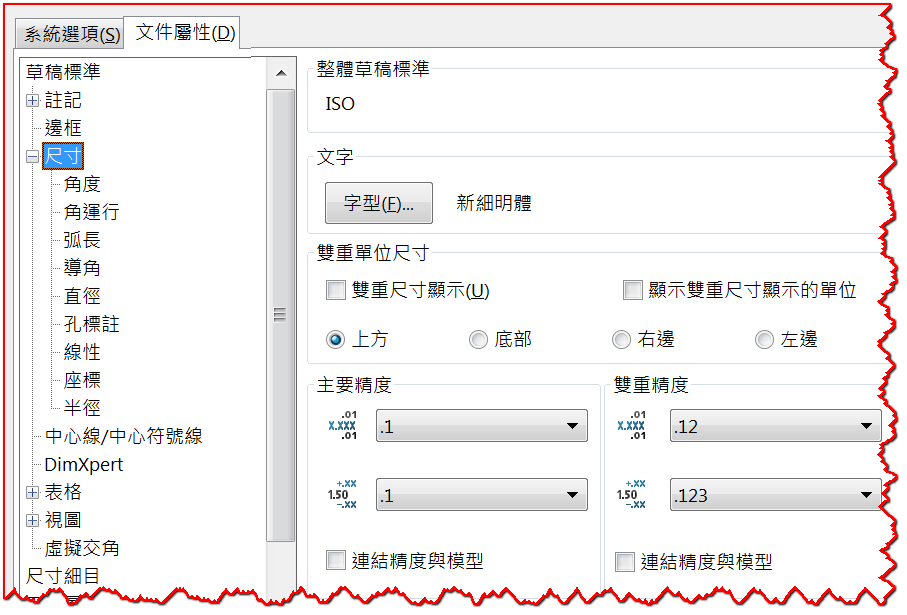 系統選項(S)
文件屬性(D)
草稿標準
註記
邊框
尺寸
角度
角運行
弧長
導角
直徑
孔標註
線性
座標
半徑
中心線/中心符號線
DimXpert
表格
視圖
虛擬交角
尺寸細目
整體草稿標準
ISO
文字
字型(F)...
新細明體
雙重單位尺寸
雙重尺寸顯示(U)
顯示雙重尺寸顯示的單位
上方
底部
右邊
左邊
主要精度
.01
X.XXX
.01
.1
+.XX
1.50
-.XX
.1
連結精度與模型
雙重精度
.01
X.XXX
.01
.12
+.XX
1.50
-.XX
.123
連結精度與模型